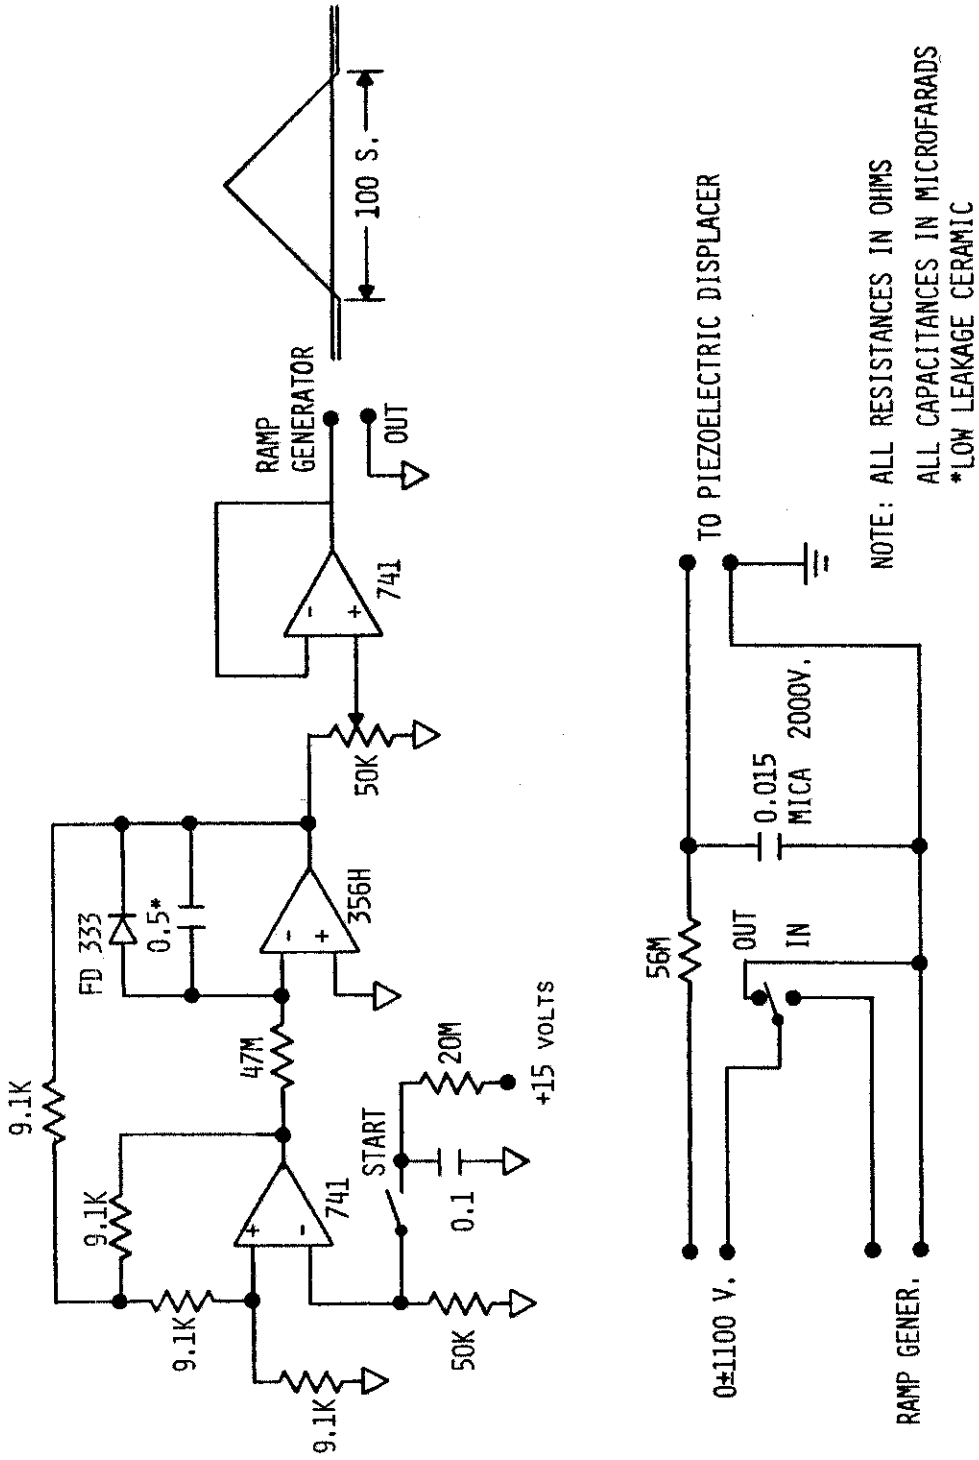 9.1K
9.1K
9.1K
9.1K
FD 333
0.5*
47M
+
-
741
-
+
356H
START
50K
0.1
20M
+15 VOLTS
50K
-
+
741
RAMP
GENERATOR
OUT
100 S.
56M
0±1100 V.
OUT
IN
RAMP GENER.
0.015
MICA 2000V.
TO PIEZOELECTRIC DISPLACER
NOTE: ALL RESISTANCES IN OHMS
ALL CAPACITANCES IN MICROFARADS
*LOW LEAKAGE CERAMIC